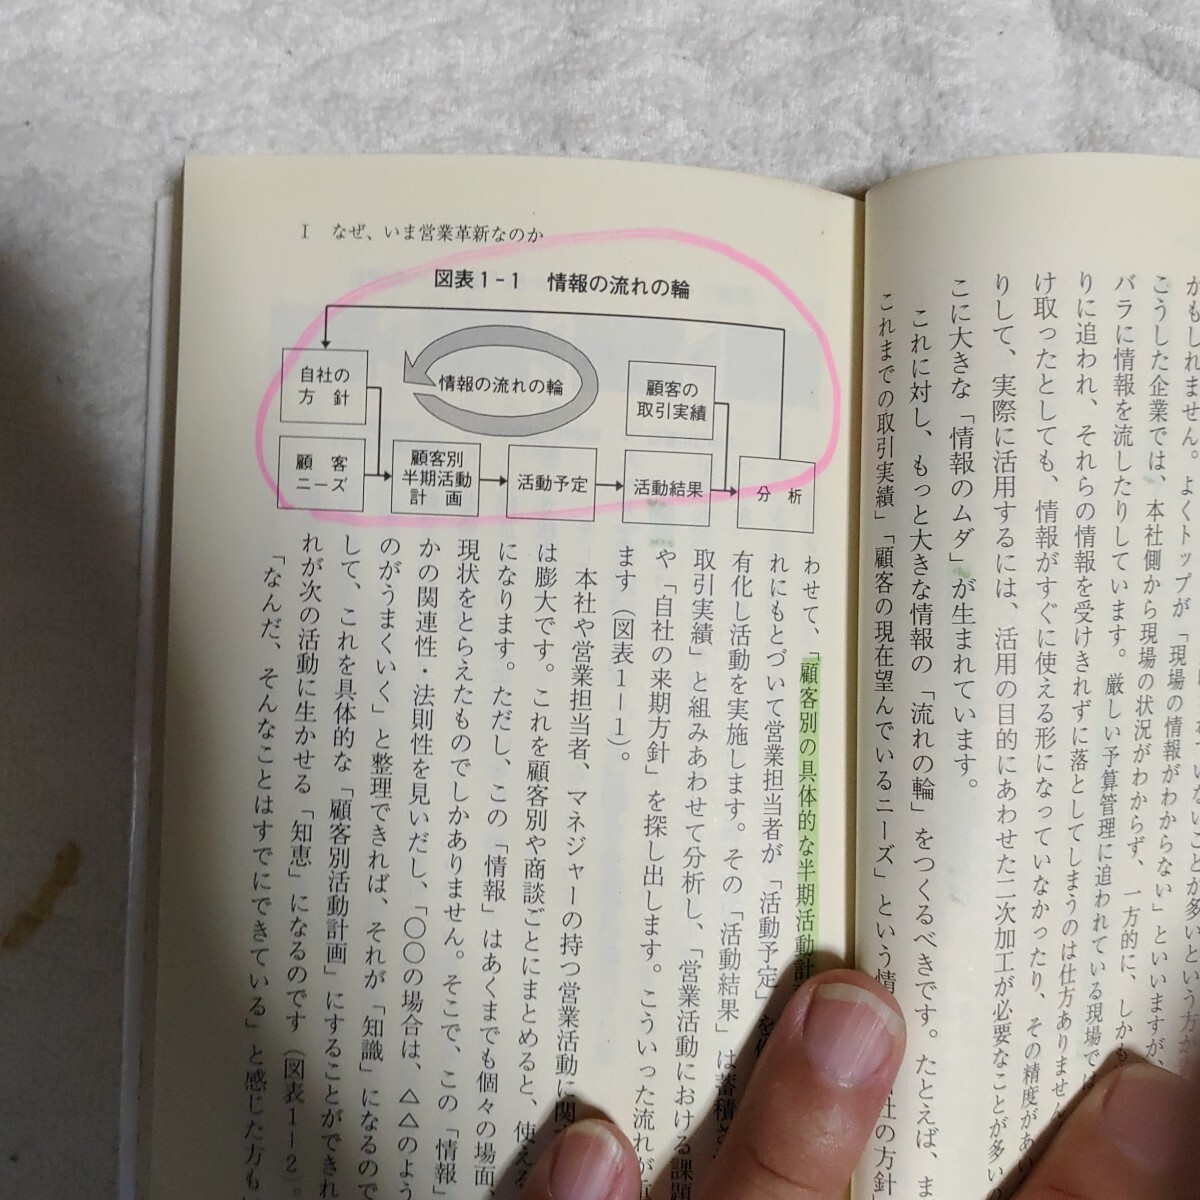 かもしれません。よくトップが「現場の情報がわからない」といいますが、
こうした企業では、本社側から現場の状況がわからず、一方的に、しかも
バラに情報を流したりしています。厳しい予算管理に追われている現場では
りに追われ、それらの情報を受けきれずに落としてしまうのは仕方ありません
け取ったとしても、情報がすぐに使える形になっていなかったり、その精度があ
りして、実際に活用するには、活用の目的にあわせた二次加工が必要なことが多い
こに大きな「情報のムダ」が生まれています。
これに対し、もっと大きな情報の「流れの輪」をつくるべきです。たとえば、ま
これまでの取引実績」「顧客の現在望んでいるニーズ」という情
社の方針」
I なぜ、いま営業革新なのか
図表1-1 情報の流れの輪
自社の
方針
情報の流れの輪
顧客の
取引実績
顧客
ニーズ
顧客別
半期活動
計画
活動予定
活動結果
分析
わせて、「顧客別の具体的な半期活動計
れにもとづいて営業担当者が「活動予定」を
有化し活動を実施します。その「活動結果」は蓄積さ
取引実績」と組みあわせて分析し、「営業活動における課題
や「自社の来期方針」を探し出します。こういった流れが
ます（図表1－1）。
本社や営業担当者、マネジャーの持つ営業活動に関
は膨大です。これを顧客別や商談ごとにまとめると、使える
になります。ただし、この「情報」はあくまでも個々の場面、
現状をとらえたものでしかありません。そこで、この「情報」
かの関連性・法則性を見いだし、「〇〇の場合は、△△のよう
のがうまくいく」と整理できれば、それが「知識」になるので
して、これを具体的な「顧客別活動計画」にすることができれ
れが次の活動に生かせる「知恵」になるのです（図表1－2）。
「なんだ、そんなことはすでにできている」と感じた方も